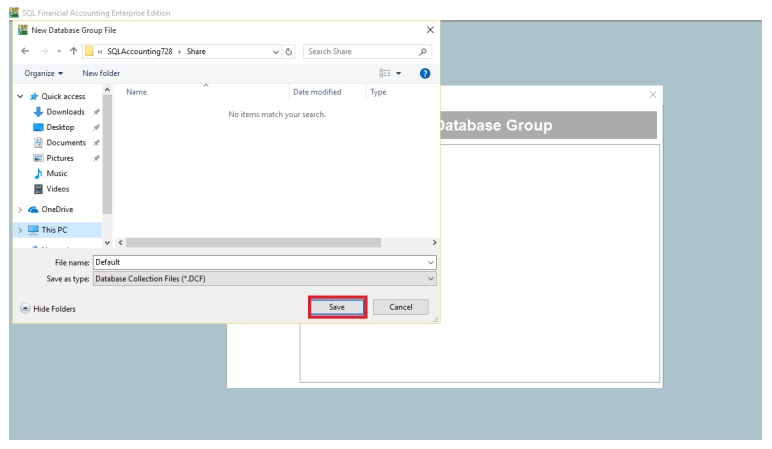 SQL Financial Accounting Enterprise Edition
New Database Group File
« SQLAccounting728 › Share
Search Share
Organize
New folder
Name
Date modified
Type
Quick access
No items match your search.
Downloads
Desktop
Documents
Pictures
Music
Videos
OneDrive
This PC
Database Group
File name: Default
Save as type: Database Collection Files (*.DCF)
Hide Folders
Save
Cancel